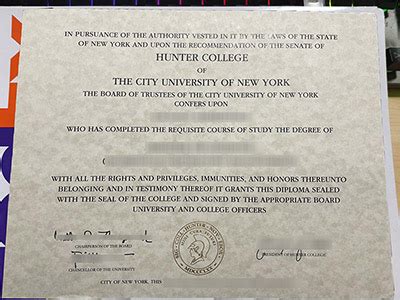 IN PURSUANCE OF THE AUTHORITY VESTED IN IT BY THE LAWS OF THE STATE
OF NEW YORK AND UPON THE RECOMMENDATION OF THE SENATE OF
HUNTER COLLEGE
OF
THE CITY UNIVERSITY OF NEW YORK
THE BOARD OF TRUSTEES OF THE CITY UNIVERSITY OF NEW YORK
CONFERS UPON
WHO HAS COMPLETED THE REQUISITE COURSE OF STUDY THE DEGREE OF
WITH ALL THE RIGHTS AND PRIVILEGES, IMMUNITIES, AND HONORS THEREUNTO
BELONGING AND IN TESTIMONY THEREOF IT GRANTS THIS DIPLOMA SEALED
WITH THE SEAL OF THE COLLEGE AND SIGNED BY THE APPROPRIATE BOARD
UNIVERSITY AND COLLEGE OFFICERS
CHAIRPERSON OF THE BOARD
PRESIDENT OF HUNTER COLLEGE
CHANCELLOR OF THE UNIVERSITY
CITY OF NEW YORK, THIS